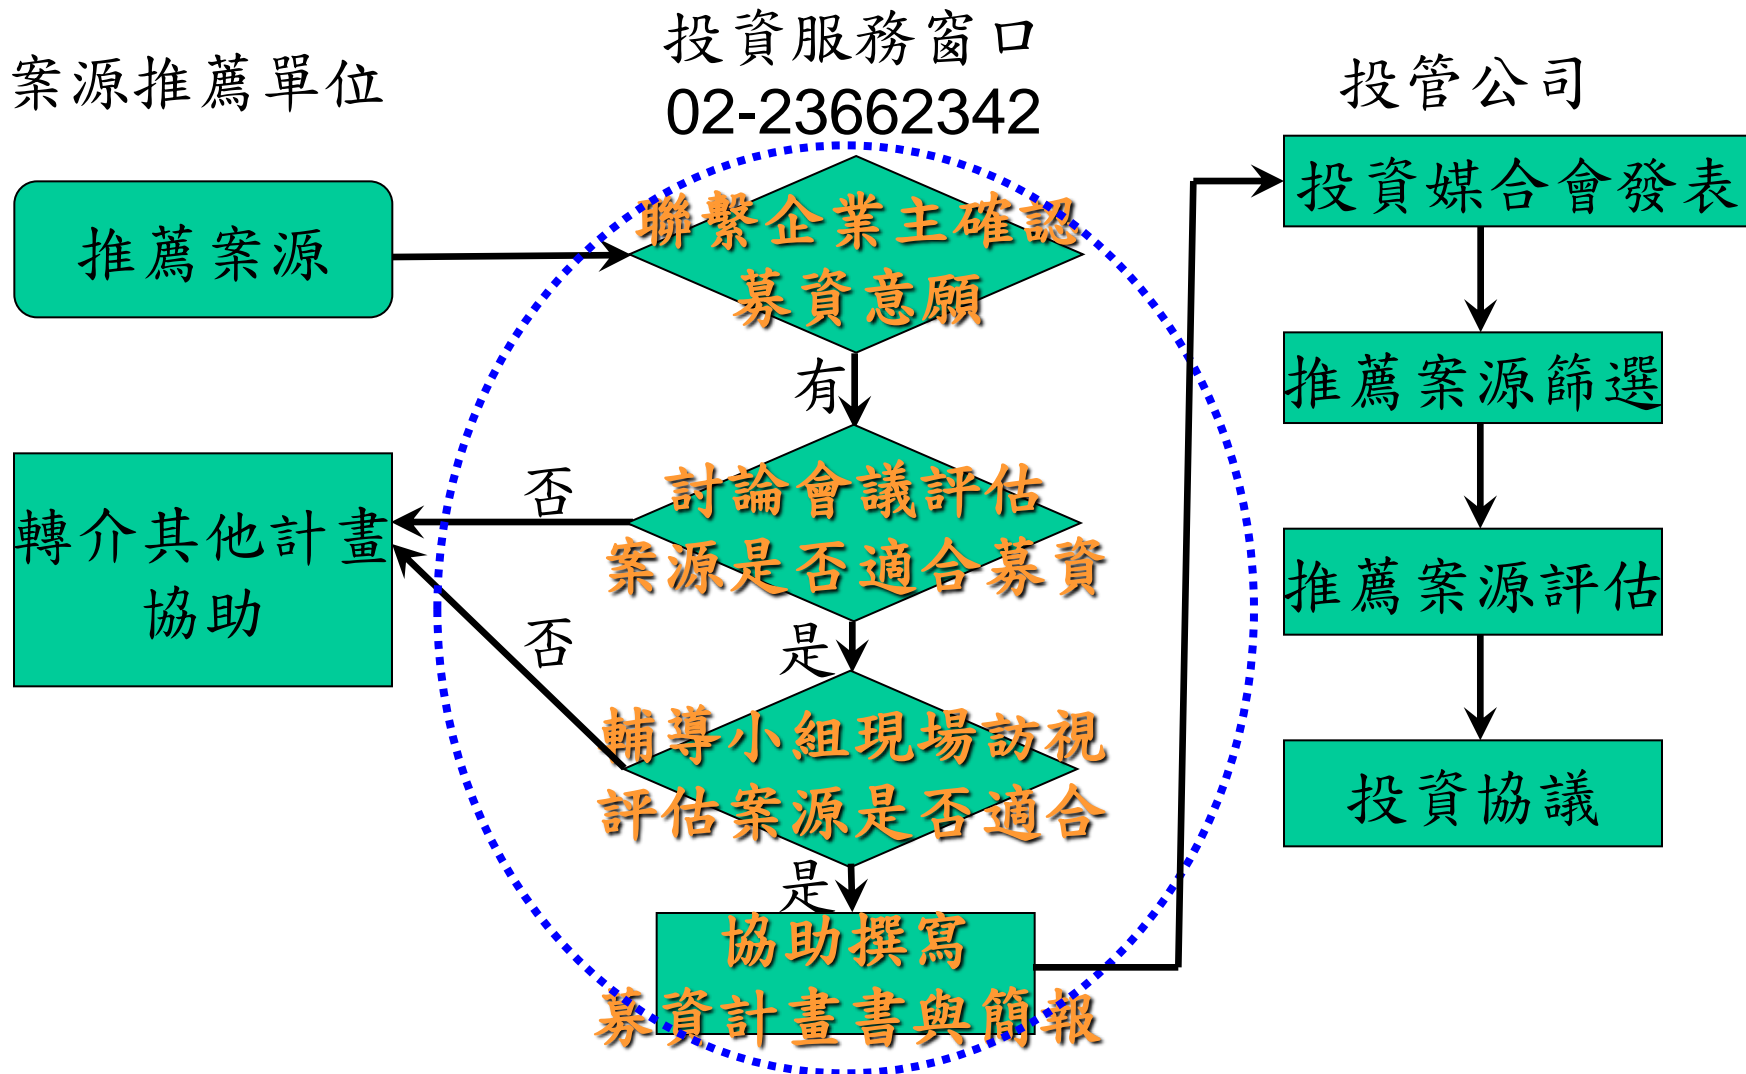 案源推薦單位
推薦案源
轉介其他計畫
協助
投資服務窗口
02-23662342
聯繫企業主確認
募資意願
有
討論會議評估
案源是否適合募資
否
是
輔導小組現場訪視
評估案源是否適合
否
是
協助撰寫
募資計畫書與簡報
投管公司
投資媒合會發表
推薦案源篩選
推薦案源評估
投資協議